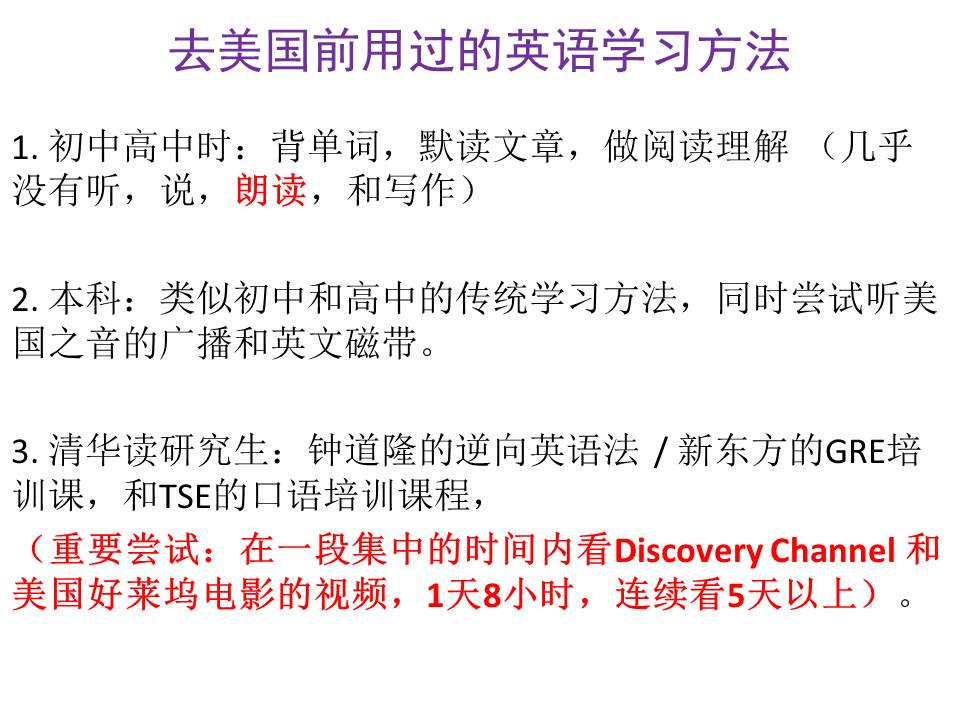 去美国前用过的英语学习方法
1. 初中高中时：背单词，默读文章，做阅读理解 （几乎
没有听，说，朗读，和写作）
2. 本科：类似初中和高中的传统学习方法，同时尝试听美
国之音的广播和英文磁带。
3. 清华读研究生：钟道隆的逆向英语法 / 新东方的GRE培
训课，和TSE的口语培训课程，
（重要尝试：在一段集中的时间内看Discovery Channel 和
美国好莱坞电影的视频，1天8小时，连续看5天以上）。